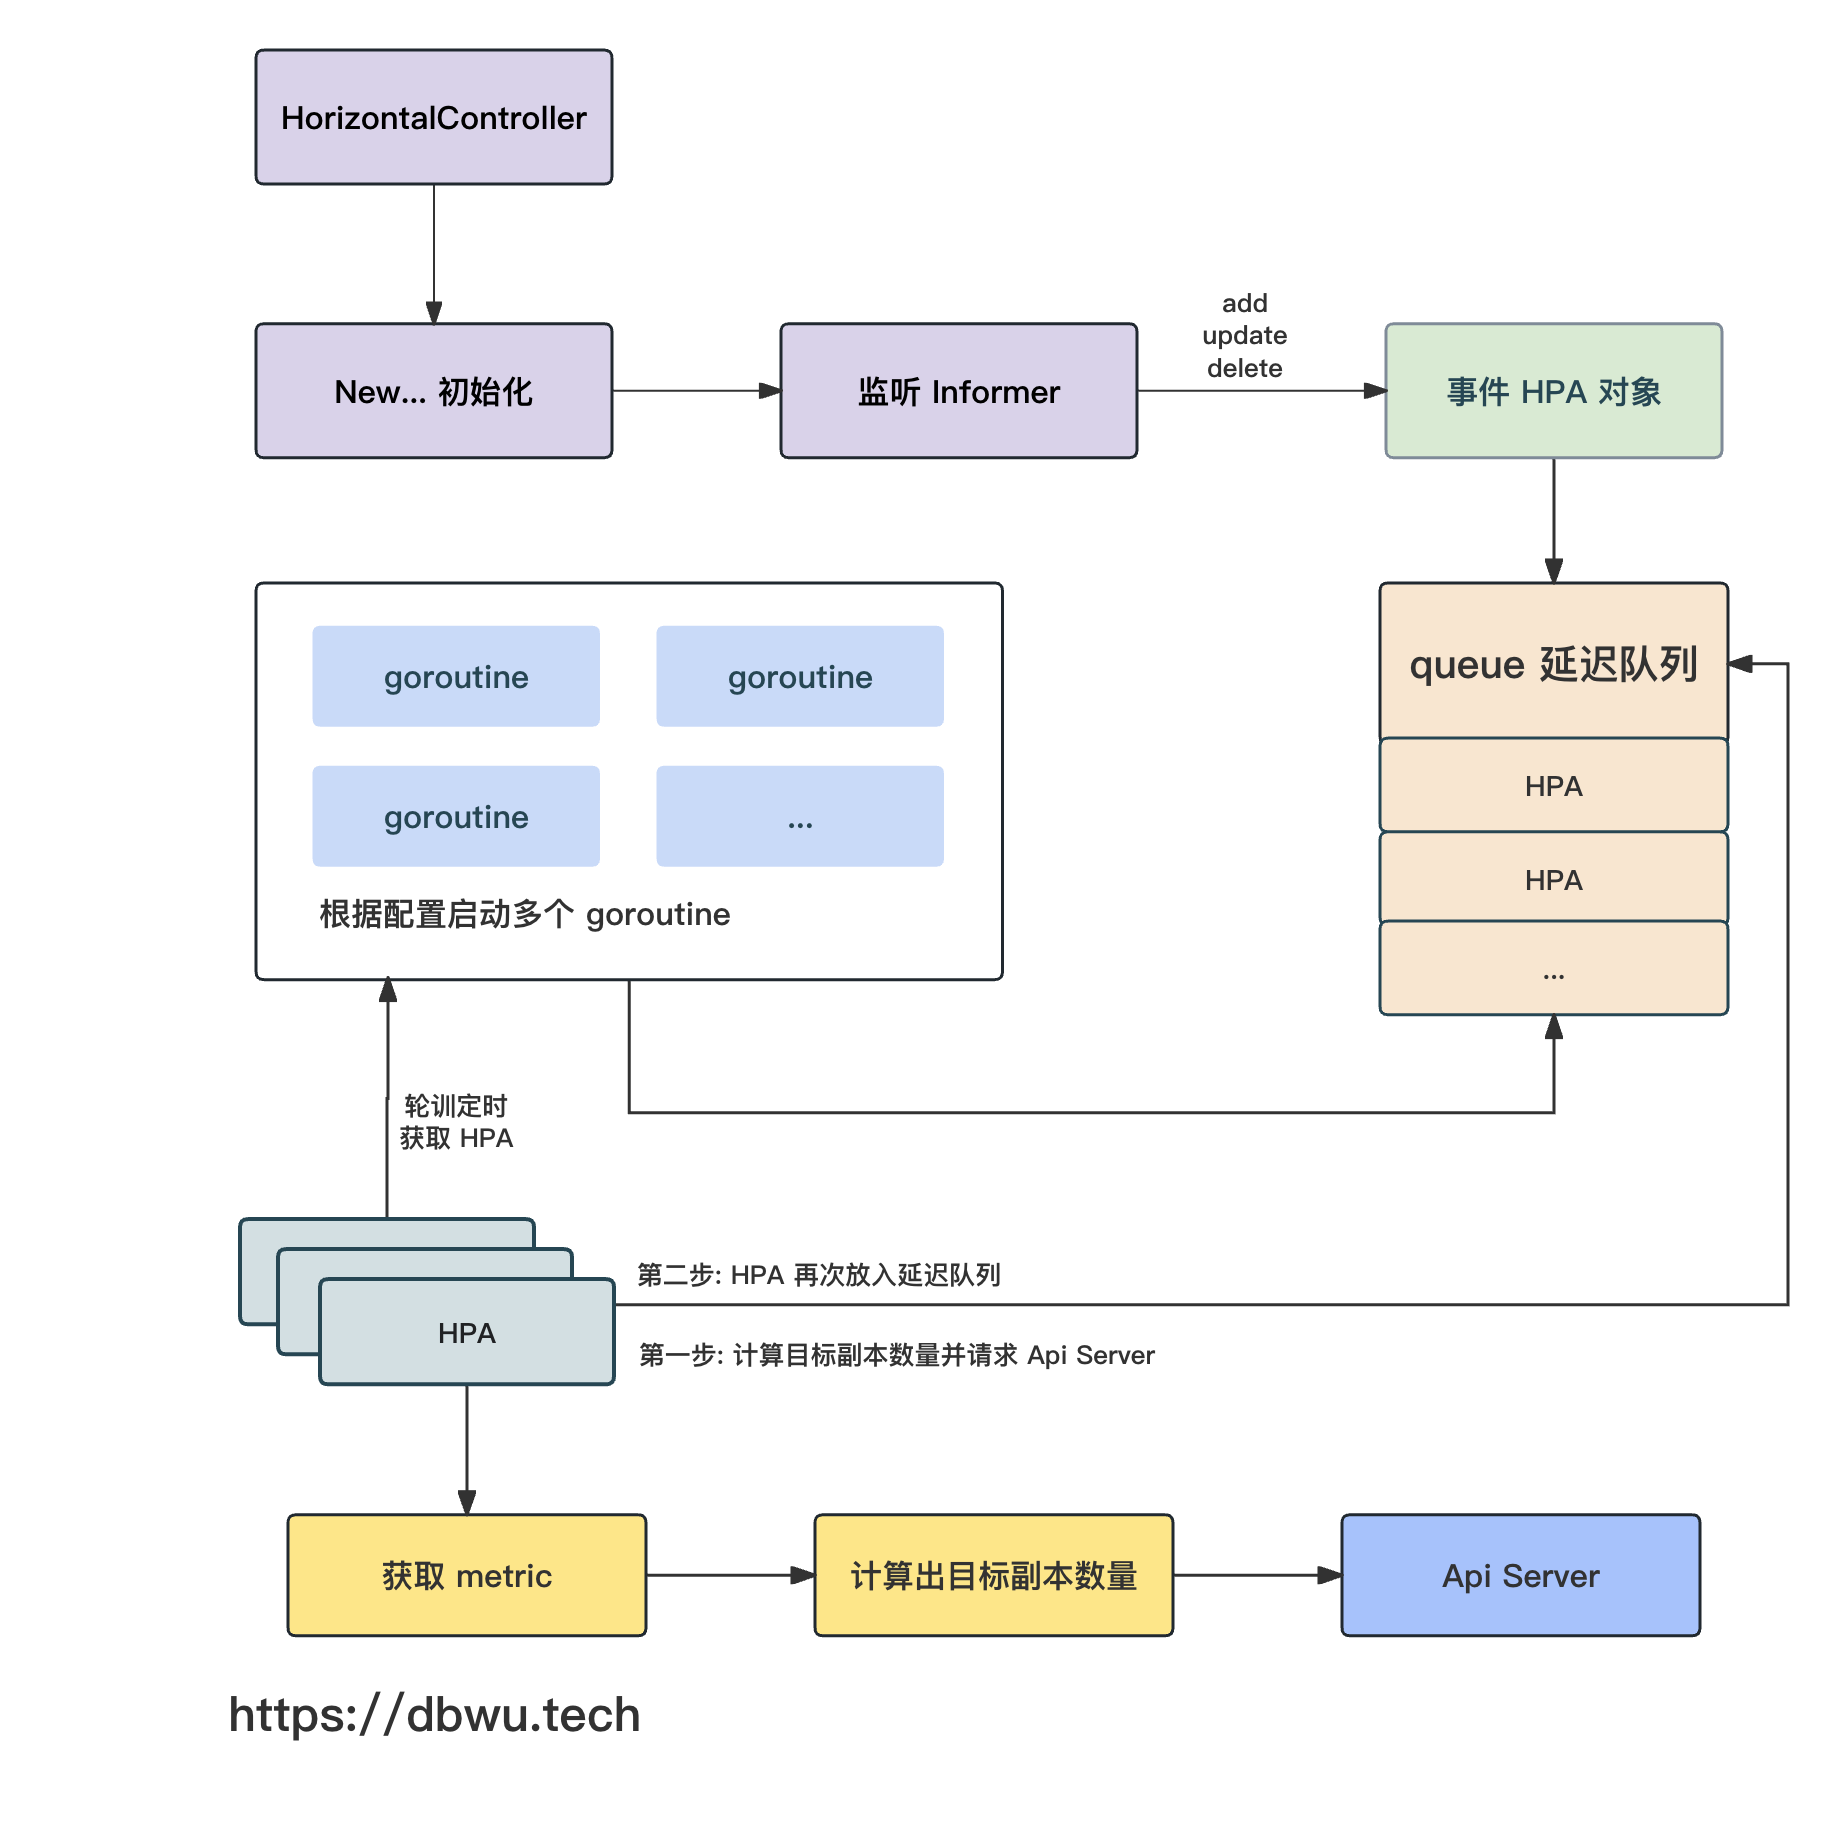 HorizontalController
New... 初始化
监听 Informer
add
update
delete
事件 HPA 对象
goroutine
goroutine
goroutine
...
根据配置启动多个 goroutine
queue 延迟队列
HPA
HPA
...
轮训定时
获取 HPA
HPA
第二步: HPA 再次放入延迟队列
第一步: 计算目标副本数量并请求 Api Server
获取 metric
计算出目标副本数量
Api Server
https://dbwu.tech